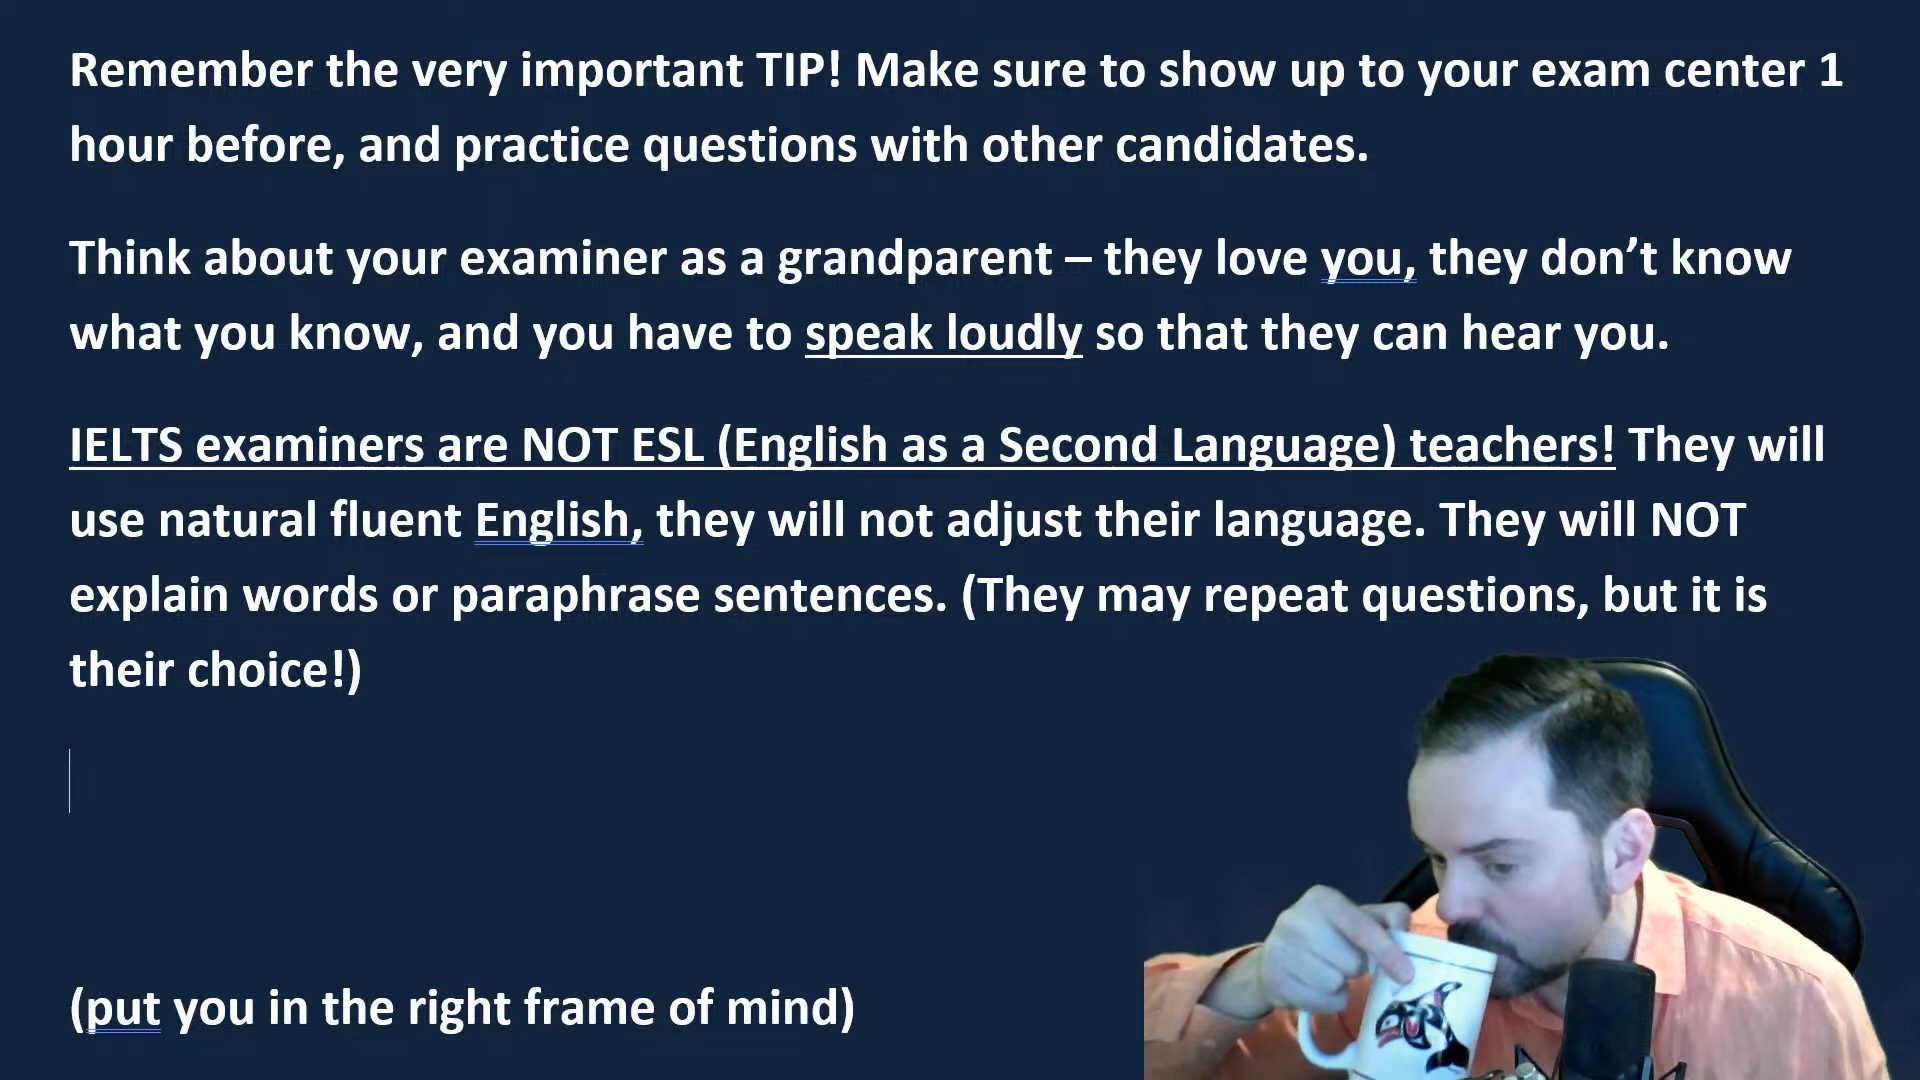 Remember the very important TIP! Make sure to show up to your exam center 1
hour before, and practice questions with other candidates.
Think about your examiner as a grandparent – they love you, they don’t know
what you know, and you have to speak loudly so that they can hear you.
IELTS examiners are NOT ESL (English as a Second Language) teachers! They will
use natural fluent English, they will not adjust their language. They will NOT
explain words or paraphrase sentences. (They may repeat questions, but it is
their choice!)
(put you in the right frame of mind)